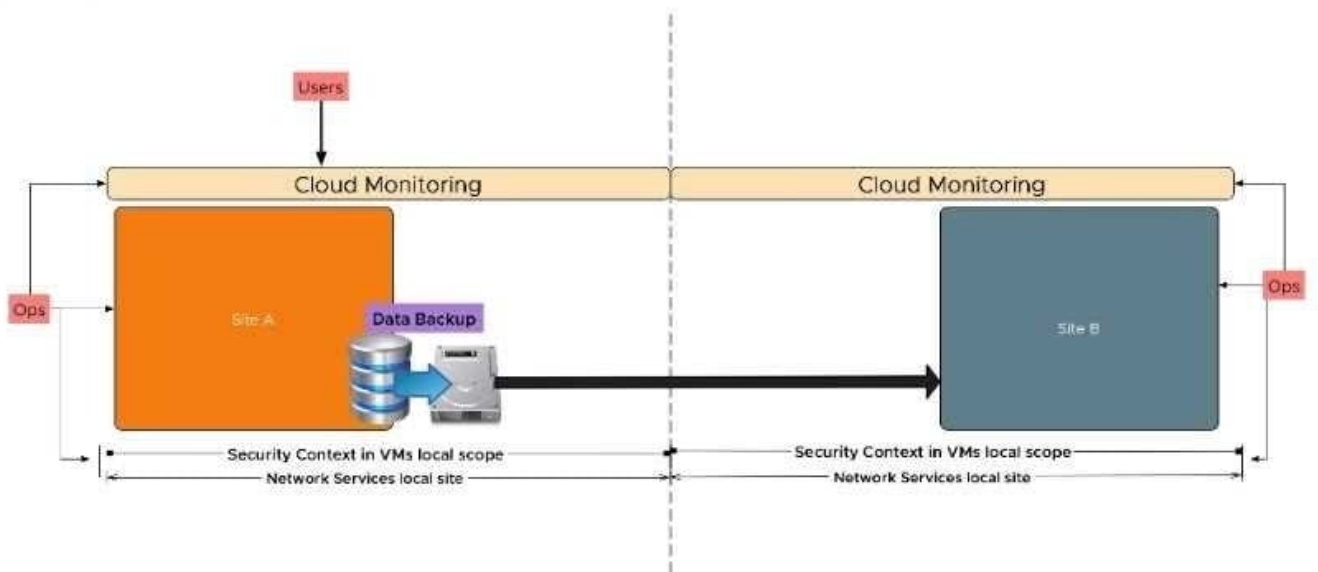 Users
Cloud Monitoring
Cloud Monitoring
Ops
Ops
Site A
Data Backup
Site B
Security Context in VMs local scope
Security Context in VMs local scope
Network Services local site
Network Services local site